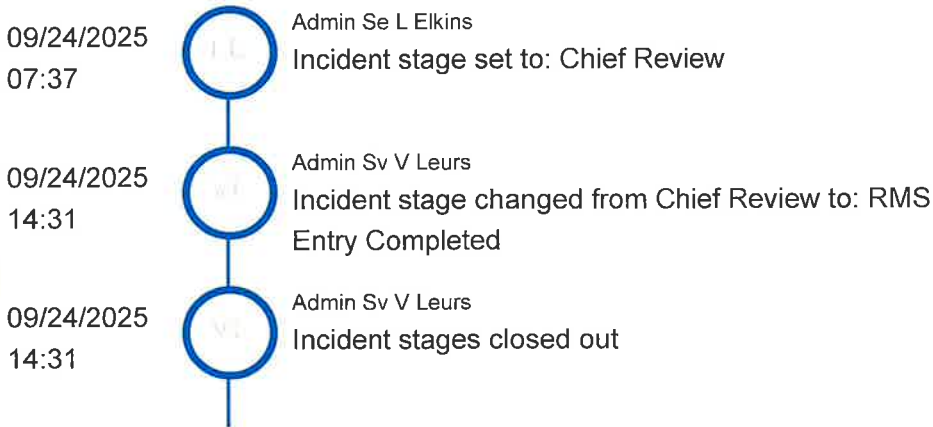 09/24/2025
07:37
Admin Se L Elkins
Incident stage set to: Chief Review
09/24/2025
14:31
Admin Sv V Leurs
Incident stage changed from Chief Review to: RMS
Entry Completed
09/24/2025
14:31
Admin Sv V Leurs
Incident stages closed out